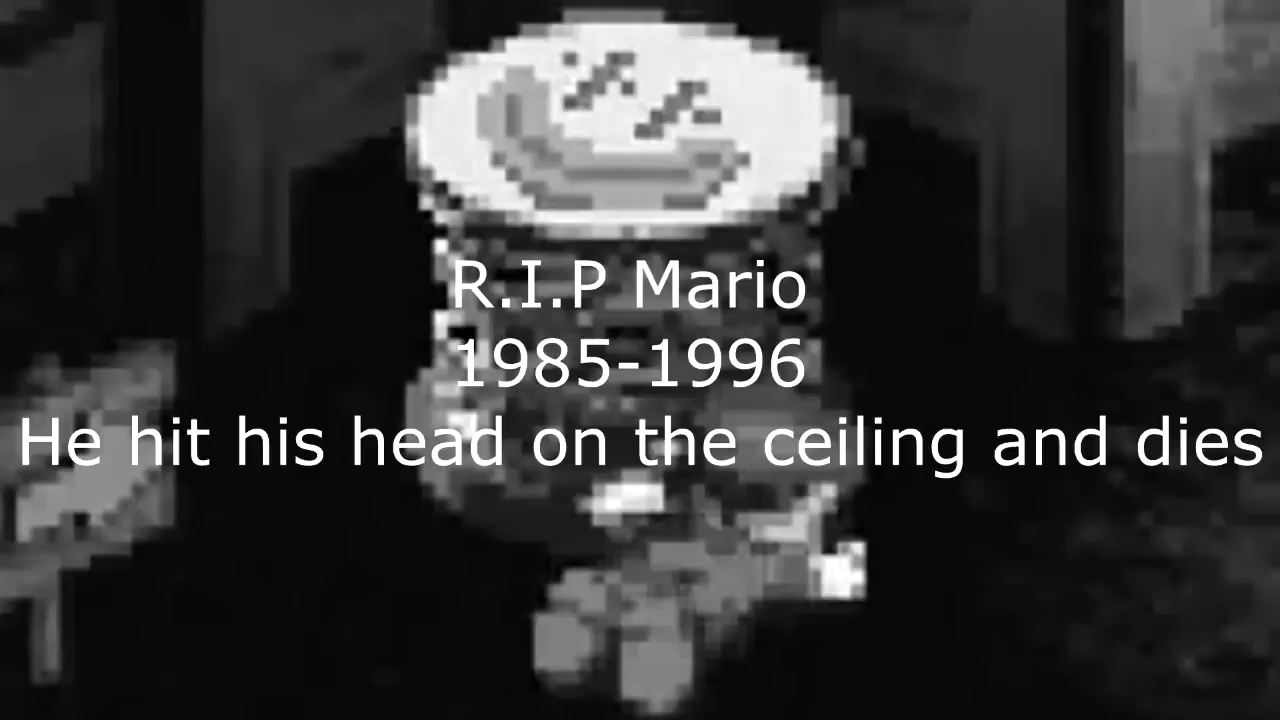 R.I.P Mario
1985-1996
He hit his head on the ceiling and dies